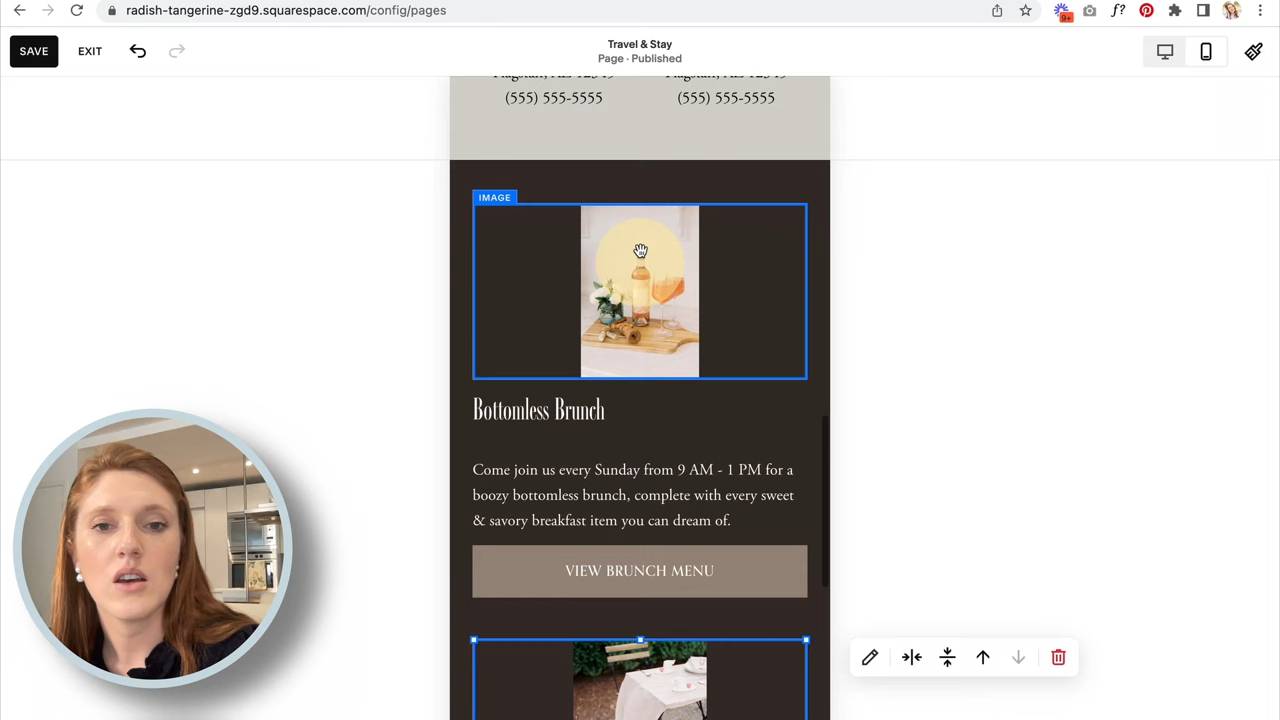 radish-tangerine-zgd9.squarespace.com/config/pages
9+
f?
SAVE
EXIT
Travel & Stay
Page · Published
(555) 555-5555
(555) 555-5555
IMAGE
Bottomless Brunch
Come join us every Sunday from 9 AM - 1 PM for a
boozy bottomless brunch, complete with every sweet
& savory breakfast item you can dream of.
VIEW BRUNCH MENU